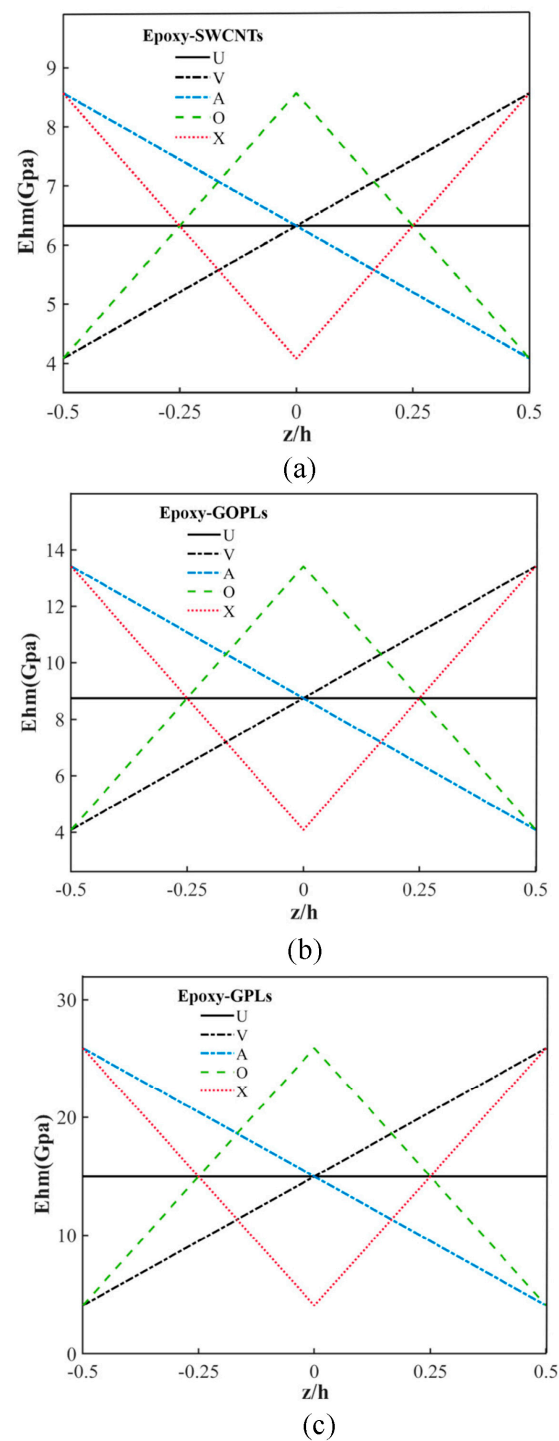 Epoxy-SWCNTs
U
V
A
O
X
9
8
7
6
5
4
Ehm(Gpa)
-0.5 -0.25 0 0.25 0.5
z/h
(a)
Epoxy-GOPLs
U
V
A
O
X
14
12
10
8
6
4
Ehm(Gpa)
-0.5 -0.25 0 0.25 0.5
z/h
(b)
Epoxy-GPLs
U
V
A
O
X
30
20
10
0
Ehm(Gpa)
-0.5 -0.25 0 0.25 0.5
z/h
(c)